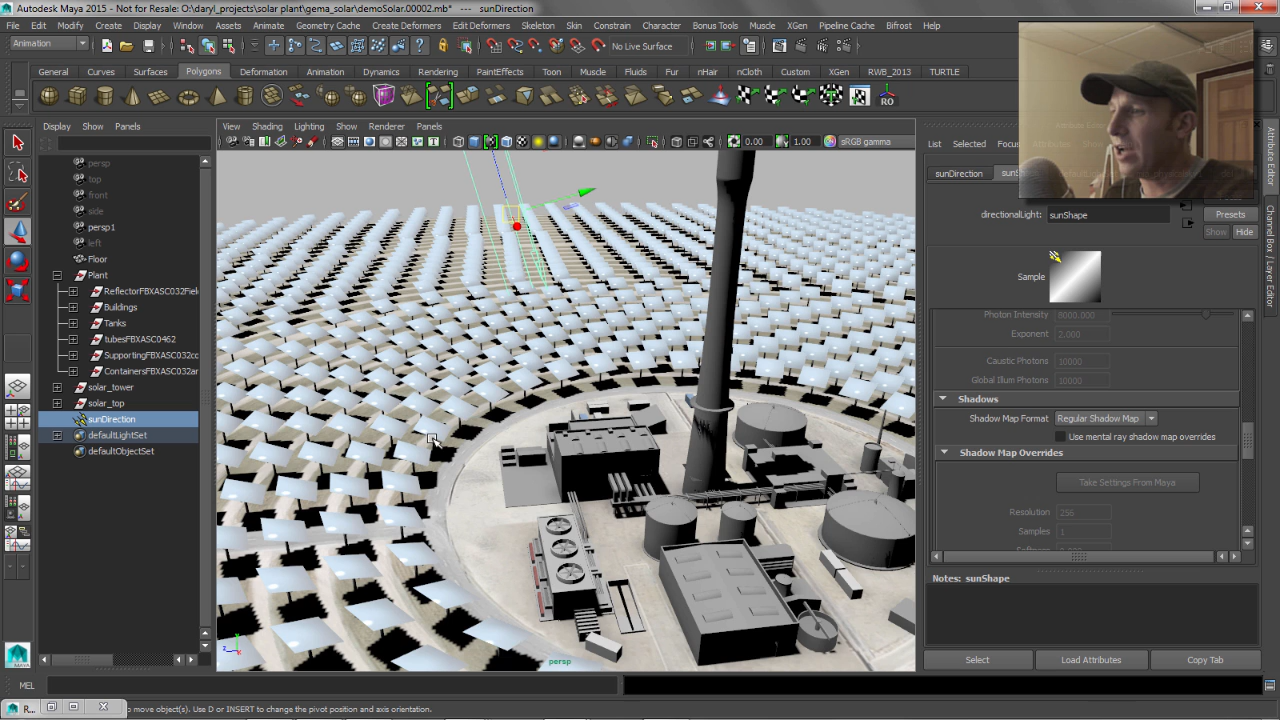 Autodesk Maya 2015 - Not for Resale: O:\daryl_projects\solar plant\gema_solar\demoSolar.00002.mb* --- sunDirection
File Edit Modify Create Display Window Assets Animate Geometry Cache Create Deformers Edit Deformers Skeleton Skin Constrain Character Bonus Tools Muscle XGen Pipeline Cache Bifrost Help
Animation
No Live Surface
General Curves Surfaces Polygons Deformation Animation Dynamics Rendering PaintEffects Toon Muscle Fluids Fur nHair nCloth Custom XGen RWB_2013 TURTLE
RO
Display Show Panels
View Shading Lighting Show Renderer Panels
0.00
1.00
sRGB gamma
List Selected Focus
sunDirection
directionalLight: sunShape
Presets
Show Hide
Sample
Photon Intensity 8000.000
Exponent 2.000
Caustic Photons 10000
Global Illum Photons 10000
Shadows
Shadow Map Format Regular Shadow Map
Use mental ray shadow map overrides
Shadow Map Overrides
Take Settings From Maya
Resolution 256
Samples 1
Notes: sunShape
Select Load Attributes Copy Tab
Attribute Editor
Channel Box / Layer Editor
persp
top
front
side
persp1
left
Floor
Plant
ReflectorFBXASC032Fiel
Buildings
Tanks
tubesFBXASC0462
SupportingFBXASC032cc
ContainersFBXASC032ar
solar_tower
solar_top
sunDirection
defaultLightSet
defaultObjectSet
persp
MAYA
MEL
R...
to move object(s). Use D or INSERT to change the pivot position and axis orientation.